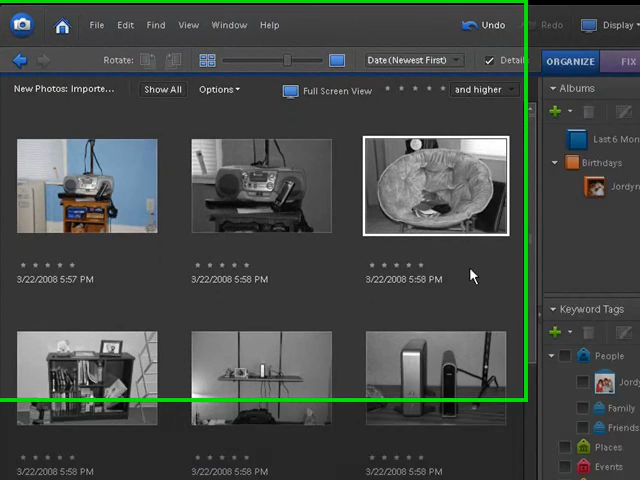 File Edit Find View Window Help Undo Redo Display
Rotate: Date(Newest First) Details ORGANIZE FIX
New Photos: Importe... Show All Options Full Screen View and higher
Albums
Last 6 Mon
Birthdays
Jordyn
3/22/2008 5:57 PM 3/22/2008 5:58 PM 3/22/2008 5:58 PM
Keyword Tags
People
Jordy
Family
Friends
Places
Events
3/22/2008 5:58 PM 3/22/2008 5:58 PM 3/22/2008 5:58 PM